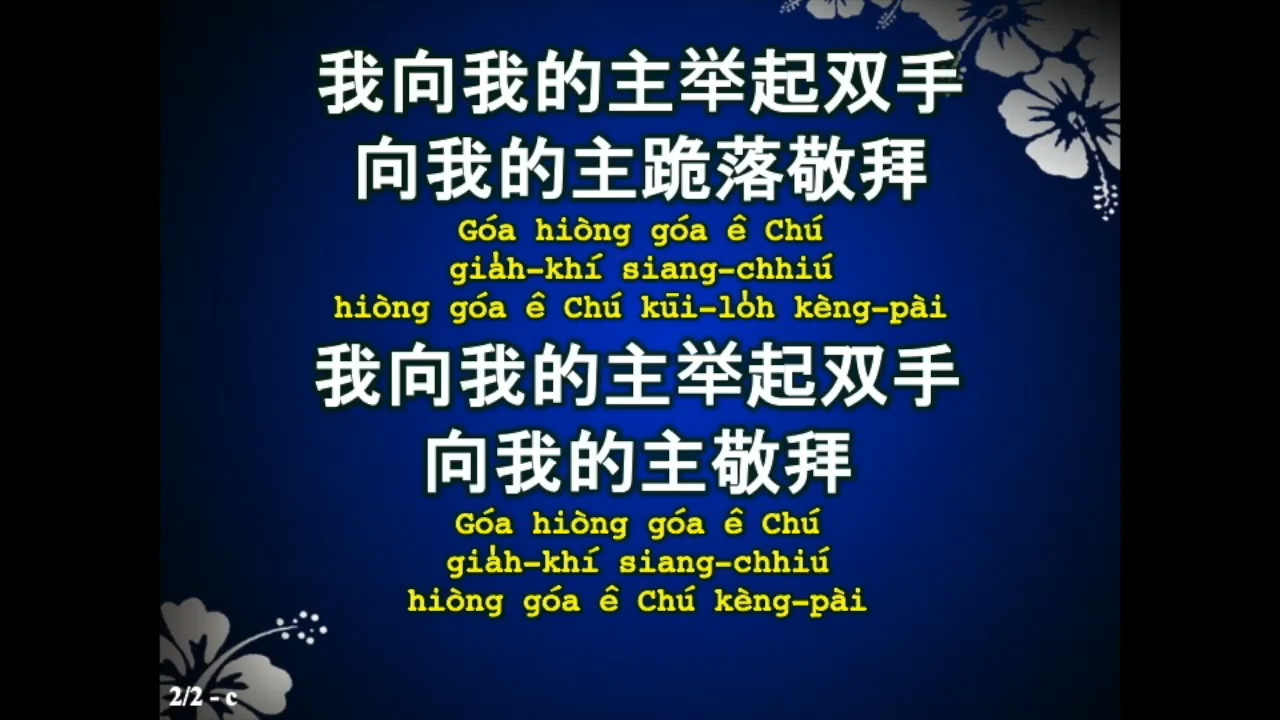 我向我的主举起双手
向我的主跪落敬拜
Góa hiòng góa ê Chú
gia̍h-khí siang-chhiú
hiòng góa ê Chú kūi-lo̍h kèng-pài
我向我的主举起双手
向我的主敬拜
Góa hiòng góa ê Chú
gia̍h-khí siang-chhiú
hiòng góa ê Chú kèng-pài
2/2 - c